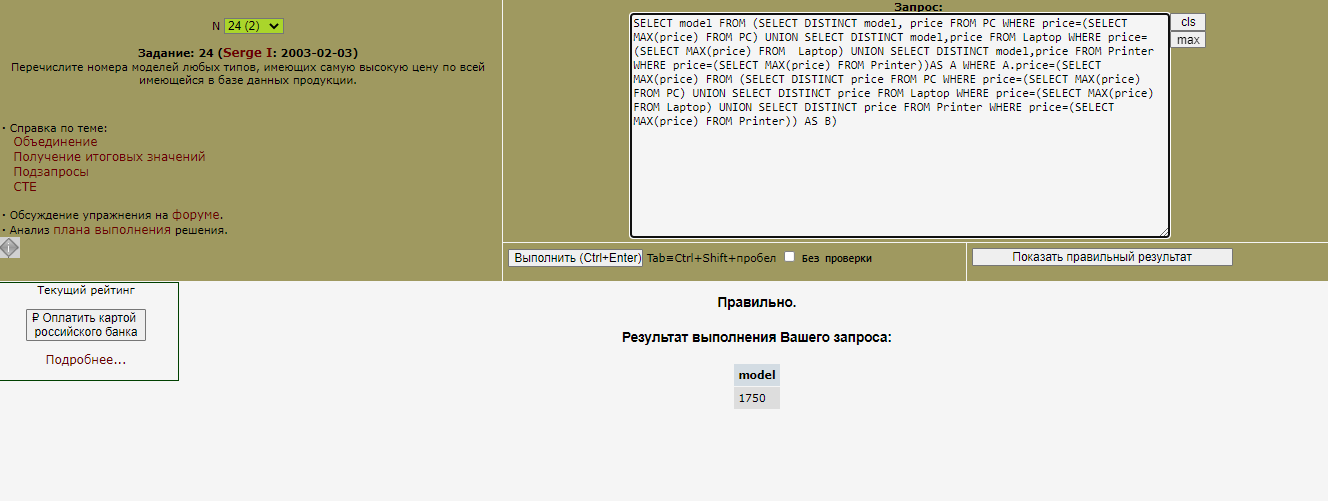 N 24 (2)
Задание: 24 (Serge I: 2003-02-03)
Перечислите номера моделей любых типов, имеющих самую высокую цену по всей
имеющейся в базе данных продукции.
· Справка по теме:
Объединение
Получение итоговых значений
Подзапросы
CTE
· Обсуждение упражнения на форуме.
· Анализ плана выполнения решения.
Запрос:
SELECT model FROM (SELECT DISTINCT model, price FROM PC WHERE price=(SELECT
MAX(price) FROM PC) UNION SELECT DISTINCT model,price FROM Laptop WHERE price=
(SELECT MAX(price) FROM  Laptop) UNION SELECT DISTINCT model,price FROM Printer
WHERE price=(SELECT MAX(price) FROM Printer))AS A WHERE A.price=(SELECT
MAX(price) FROM (SELECT DISTINCT price FROM PC WHERE price=(SELECT MAX(price)
FROM PC) UNION SELECT DISTINCT price FROM Laptop WHERE price=(SELECT MAX(price)
FROM Laptop) UNION SELECT DISTINCT price FROM Printer WHERE price=(SELECT
MAX(price) FROM Printer)) AS B)
cls
max
Выполнить (Ctrl+Enter) Tab≡Ctrl+Shift+пробел Без проверки
Показать правильный результат
Текущий рейтинг
₽ Оплатить картой
российского банка
Подробнее...
Правильно.
Результат выполнения Вашего запроса:
model
1750